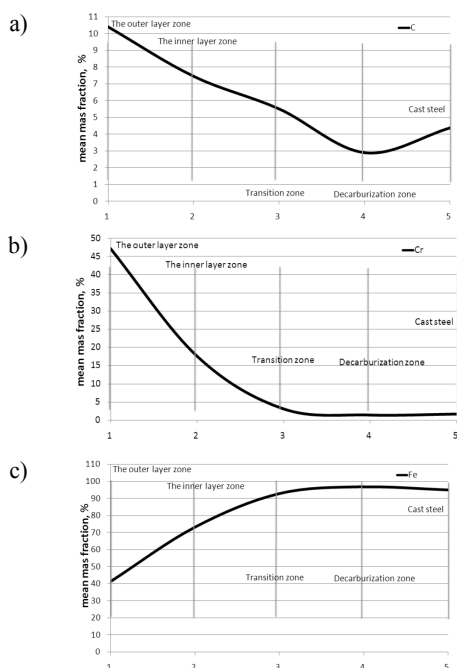 a)
mean mas fraction, %
11
10
9
8
7
6
5
4
3
2
1
0
The outer layer zone
C
The inner layer zone
Cast steel
Transition zone
Decarburization zone
1 2 3 4 5
b)
mean mas fraction, %
50
45
40
35
30
25
20
15
10
5
0
The outer layer zone
Cr
The inner layer zone
Cast steel
Transition zone
Decarburization zone
1 2 3 4 5
c)
mean mas fraction, %
110
100
90
80
70
60
50
40
30
20
10
0
The outer layer zone
Fe
The inner layer zone
Cast steel
Transition zone
Decarburization zone
1 2 3 4 5